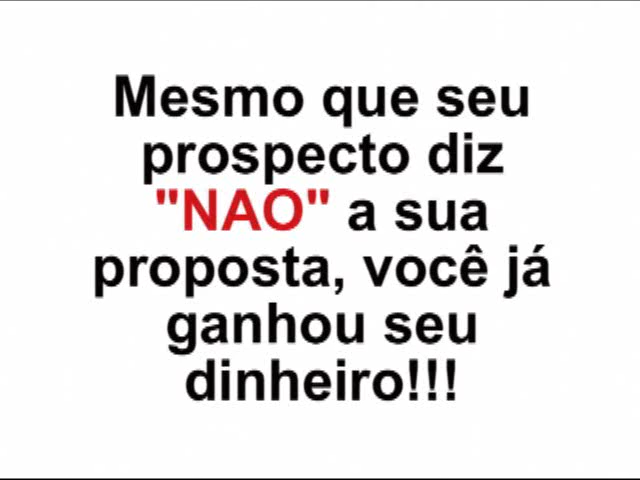 Mesmo que seu
prospecto diz
"NAO" a sua
proposta, você já
ganhou seu
dinheiro!!!